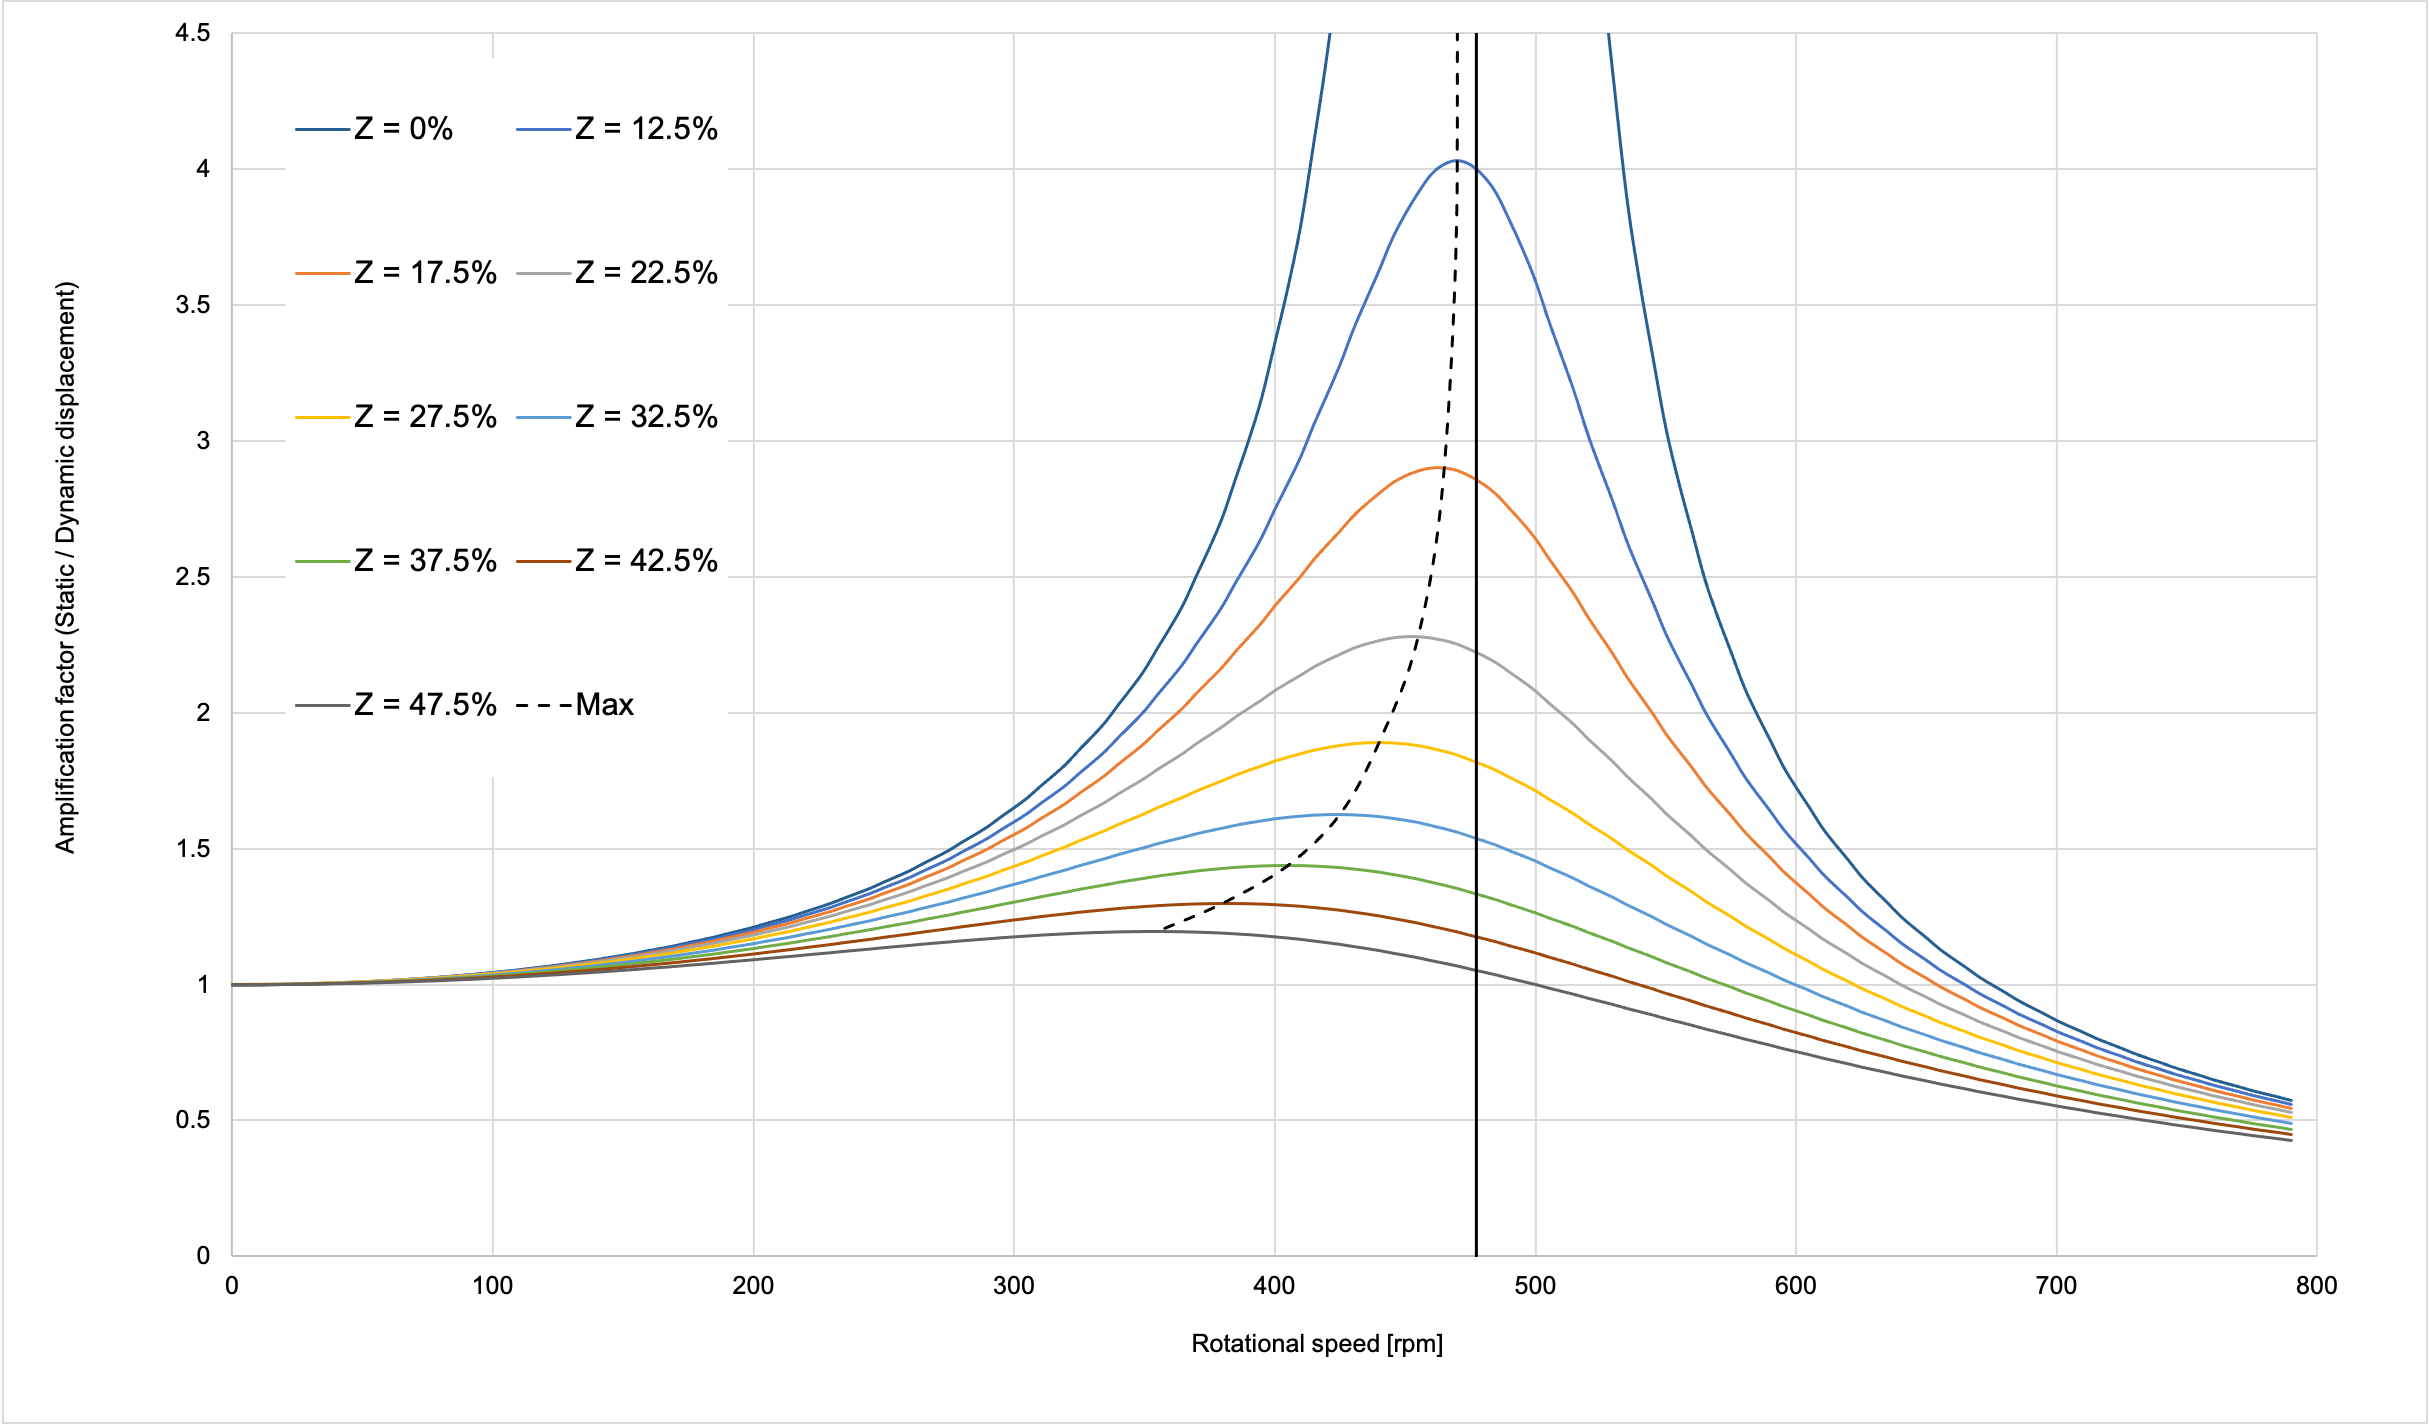 4.5
4
3.5
3
2.5
2
1.5
1
0.5
0
Amplification factor (Static / Dynamic displacement)
Z = 0% Z = 12.5%
Z = 17.5% Z = 22.5%
Z = 27.5% Z = 32.5%
Z = 37.5% Z = 42.5%
Z = 47.5% Max
0 100 200 300 400 500 600 700 800
Rotational speed [rpm]